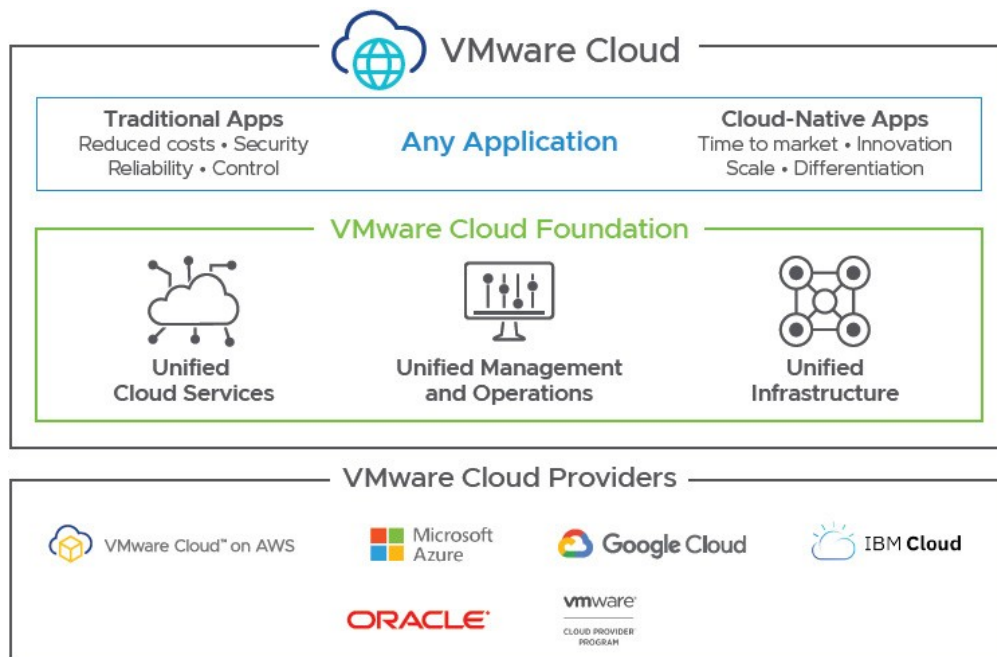 VMware Cloud
Traditional Apps
Reduced costs • Security
Reliability • Control
Any Application
Cloud-Native Apps
Time to market • Innovation
Scale • Differentiation
VMware Cloud Foundation
Unified
Cloud Services
Unified Management
and Operations
Unified
Infrastructure
VMware Cloud Providers
VMware Cloud™ on AWS
Microsoft
Azure
Google Cloud
IBM Cloud
ORACLE®
vmware®
CLOUD PROVIDER™
PROGRAM